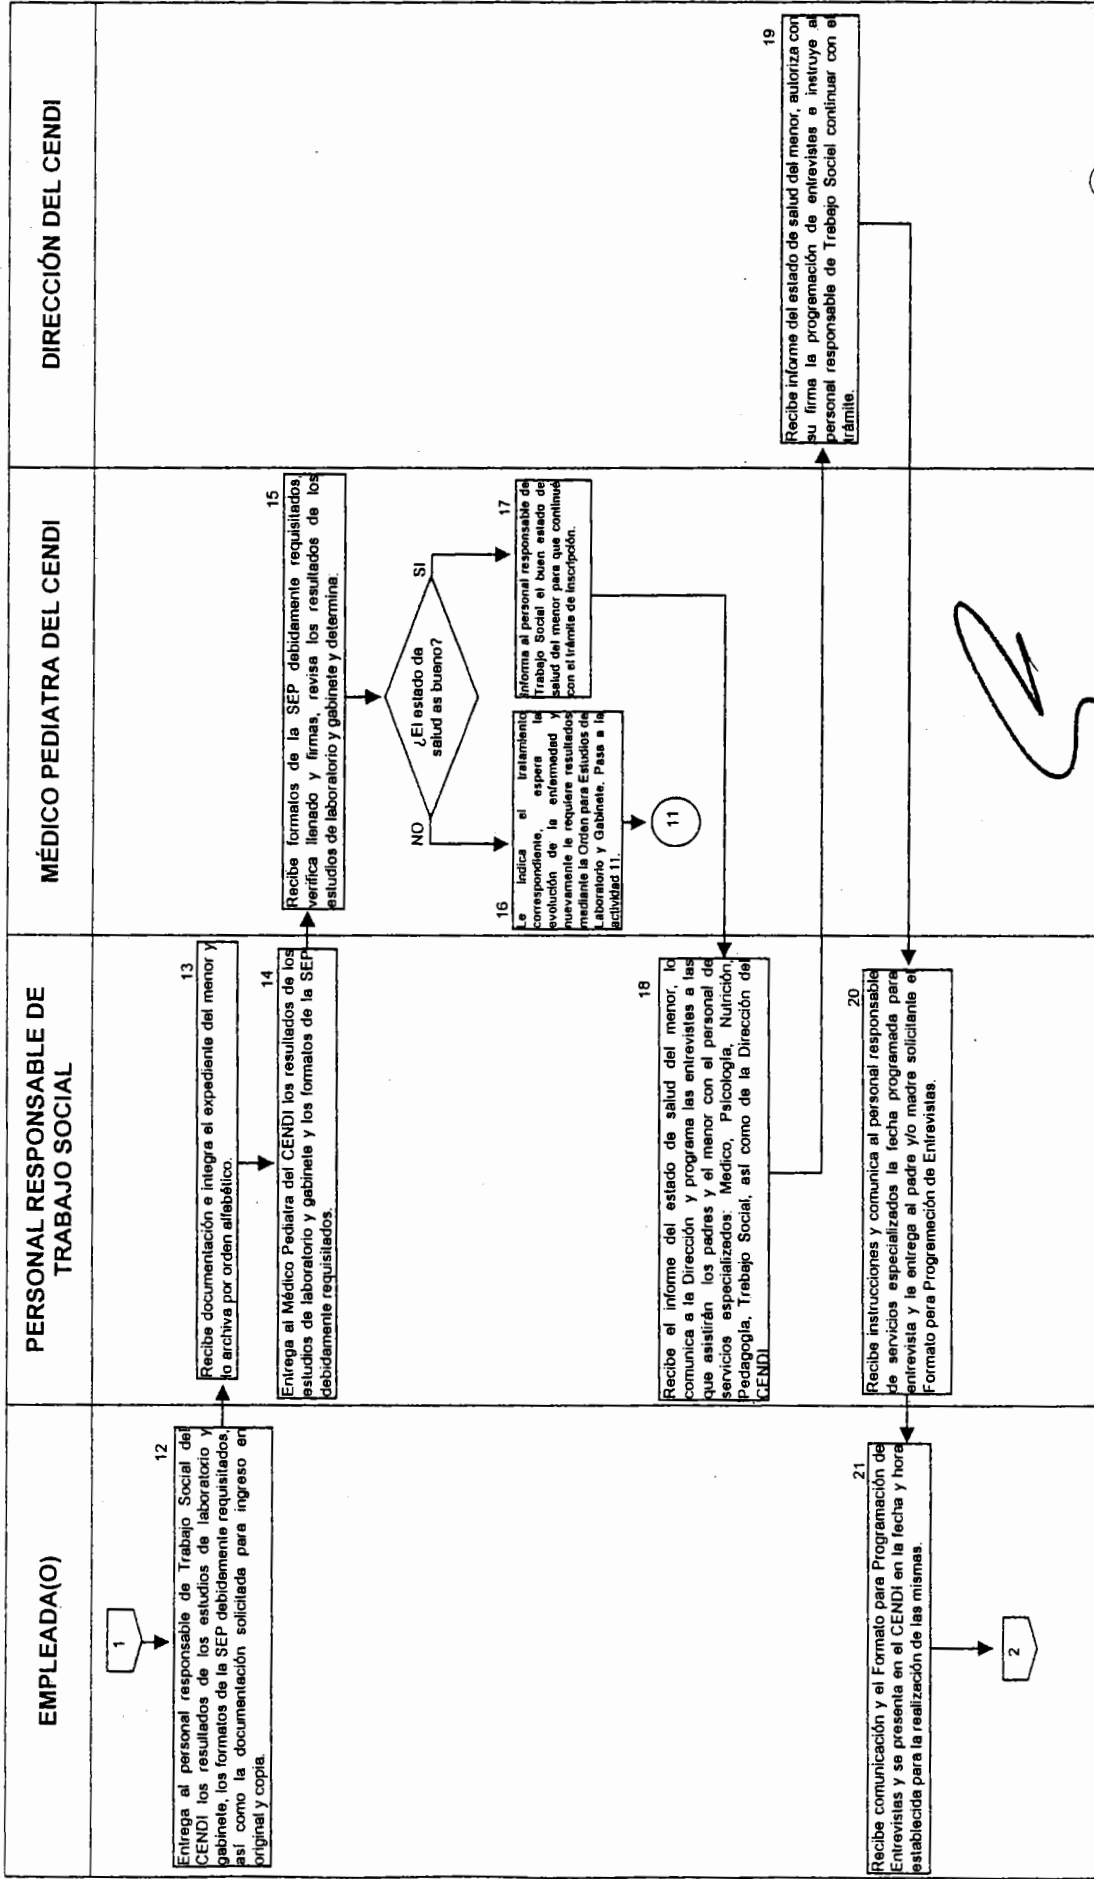 EMPLEADA(O)
PERSONAL RESPONSABLE DE
TRABAJO SOCIAL
MÉDICO PEDIATRA DEL CENDI
DIRECCIÓN DEL CENDI
1
12
Entrega al personal responsable de Trabajo Social del
CENDI los resultados de los estudios de laboratorio y
gabinete, los formatos de la SEP debidamente requisitados,
así como la documentación solicitada para ingreso en
original y copia.
13
Recibe documentación e integra el expediente del menor y
lo archiva por orden alfabético.
14
Entrega al Médico Pediatra del CENDI los resultados de los
estudios de laboratorio y gabinete y los formatos de la SEP
debidamente requisitados.
15
Recibe formatos de la SEP debidamente requisitados,
verifica llenado y firmas, revisa los resultados de los
estudios de laboratorio y gabinete y determina:
¿El estado de
salud es bueno?
NO
SI
16
Le indica el tratamiento
correspondiente, espera la
evolución de la enfermedad y
nuevamente le requiere resultados
mediante la Orden para Estudios de
Laboratorio y Gabinete. Pasa a la
actividad 11.
11
17
Informa al personal responsable de
Trabajo Social el buen estado de
salud del menor para que continué
con el trámite de inscripción.
18
Recibe el informe del estado de salud del menor, lo
comunica a la Dirección y programa las entrevistes a las
que asistirán los padres y el menor con el personal de
servicios especializados: Medico, Psicología, Nutrición,
Pedagogía, Trabajo Social, así como de la Dirección del
CENDI
19
Recibe informe del estado de salud del menor, autoriza con
su firma la programación de entrevistes e instruye al
personal responsable de Trabajo Social continuar con el
trámite.
20
Recibe instrucciones y comunica al personal responsable
de servicios especializados la fecha programada para
entrevista y le entrega al padre y/o madre solicitante el
Formato para Programación de Entrevistas.
21
Recibe comunicación y el Formato para Programación de
Entrevistas y se presenta en el CENDI en la fecha y hora
establecida para la realización de las mismas.
2